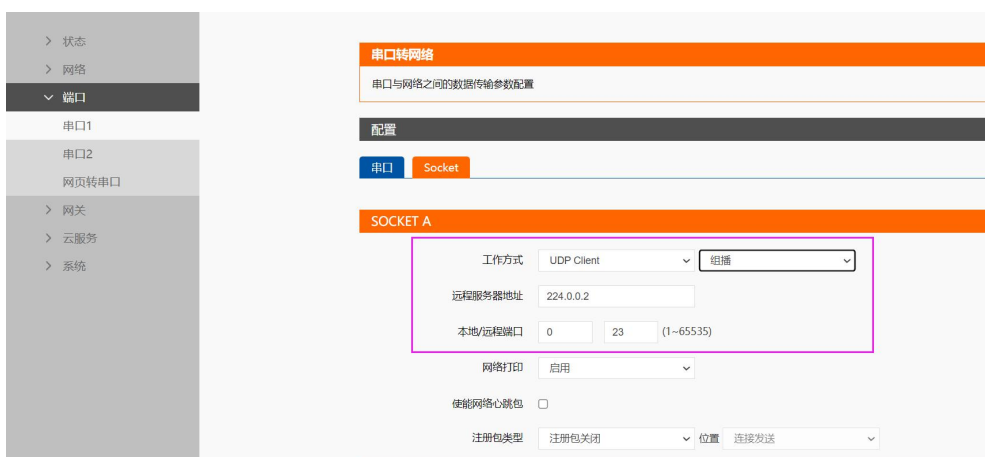 状态
网络
端口
串口1
串口2
网页转串口
网关
云服务
系统
串口转网络
串口与网络之间的数据传输参数配置
配置
串口 Socket
SOCKET A
工作方式 UDP Client 组播
远程服务器地址 224.0.0.2
本地/远程端口 0 23 (1~65535)
网络打印 启用
使能网络心跳包
注册包类型 注册包关闭 位置 连接发送